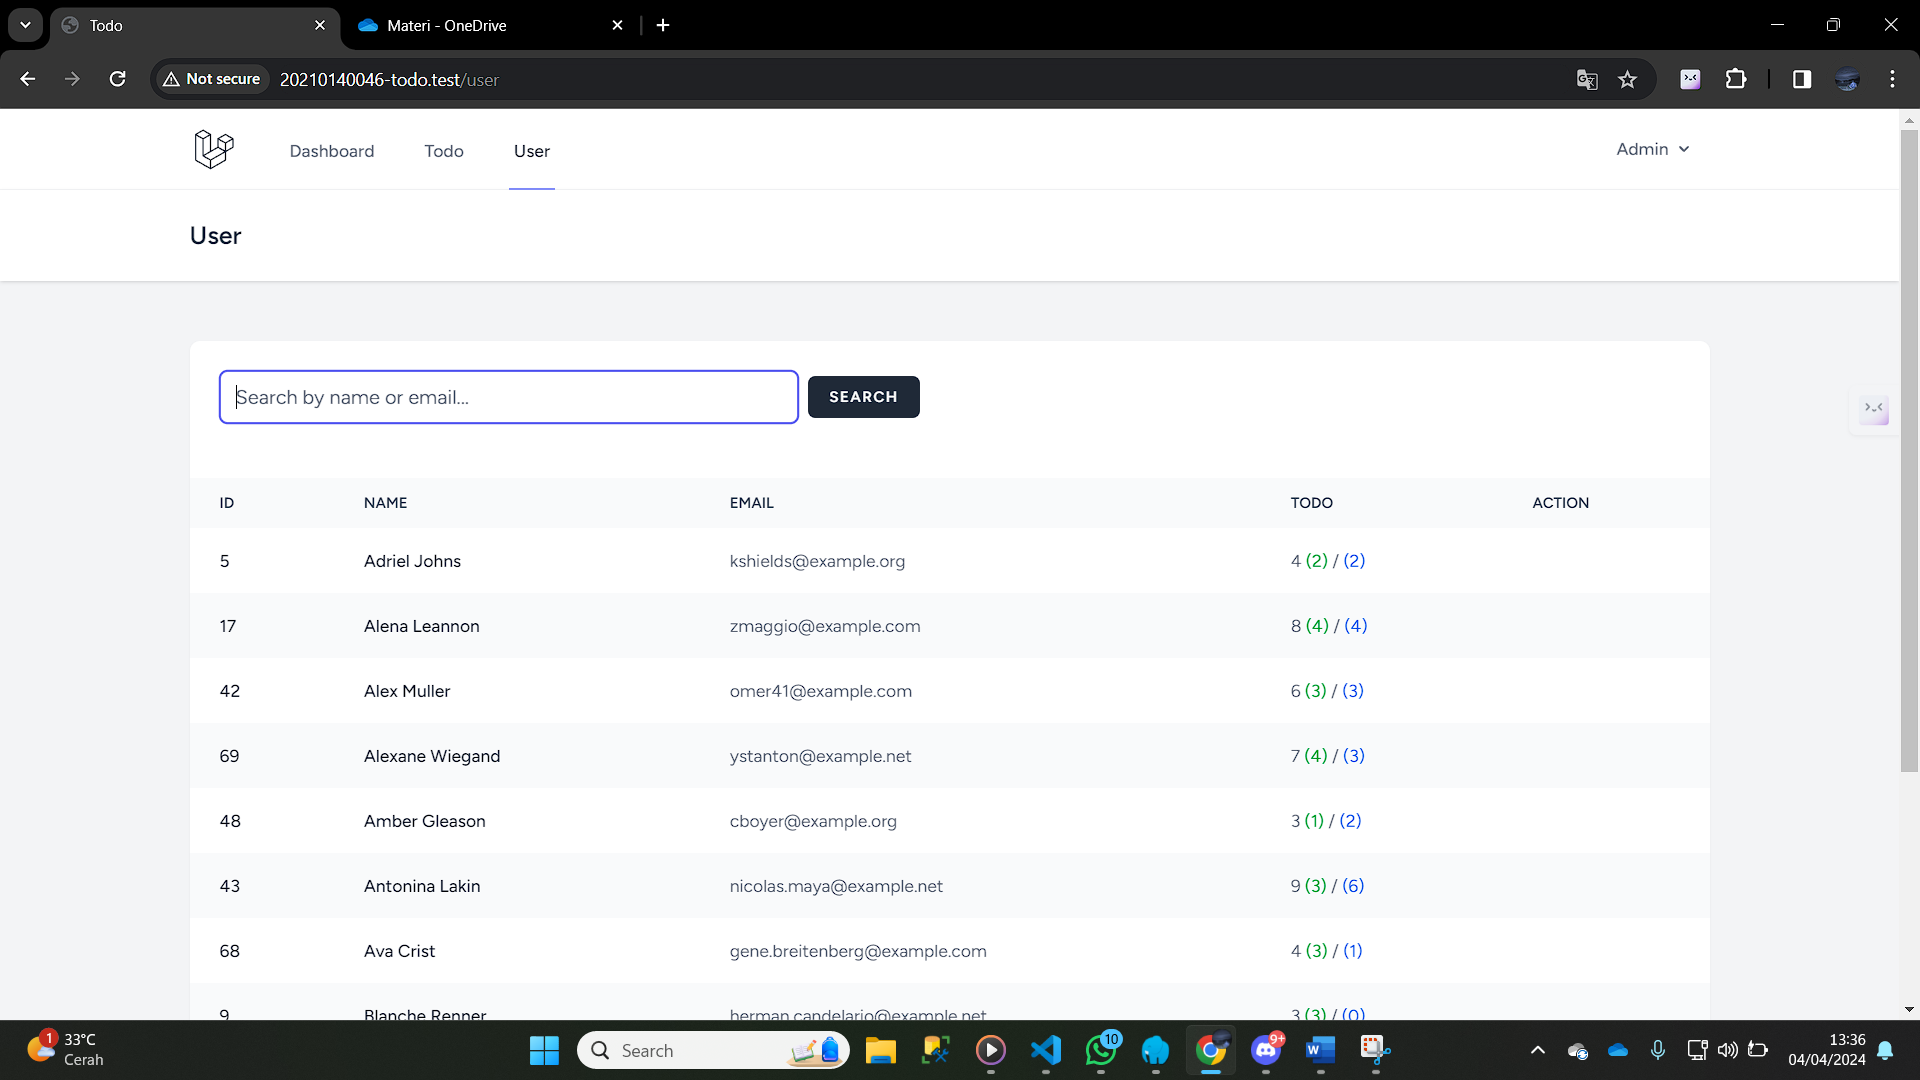 Todo
Materi - OneDrive
Not secure
20210140046-todo.test/user
Dashboard
Todo
User
Admin
User
Search by name or email...
SEARCH
ID NAME EMAIL TODO ACTION
5 Adriel Johns kshields@example.org 4 (2) / (2)
17 Alena Leannon zmaggio@example.com 8 (4) / (4)
42 Alex Muller omer41@example.com 6 (3) / (3)
69 Alexane Wiegand ystanton@example.net 7 (4) / (3)
48 Amber Gleason cboyer@example.org 3 (1) / (2)
43 Antonina Lakin nicolas.maya@example.net 9 (3) / (6)
68 Ava Crist gene.breitenberg@example.com 4 (3) / (1)
9 Blanche Renner herman.candelario@example.net 3 (3) / (0)
1
33°C
Cerah
Search
10
9+
13:36
04/04/2024